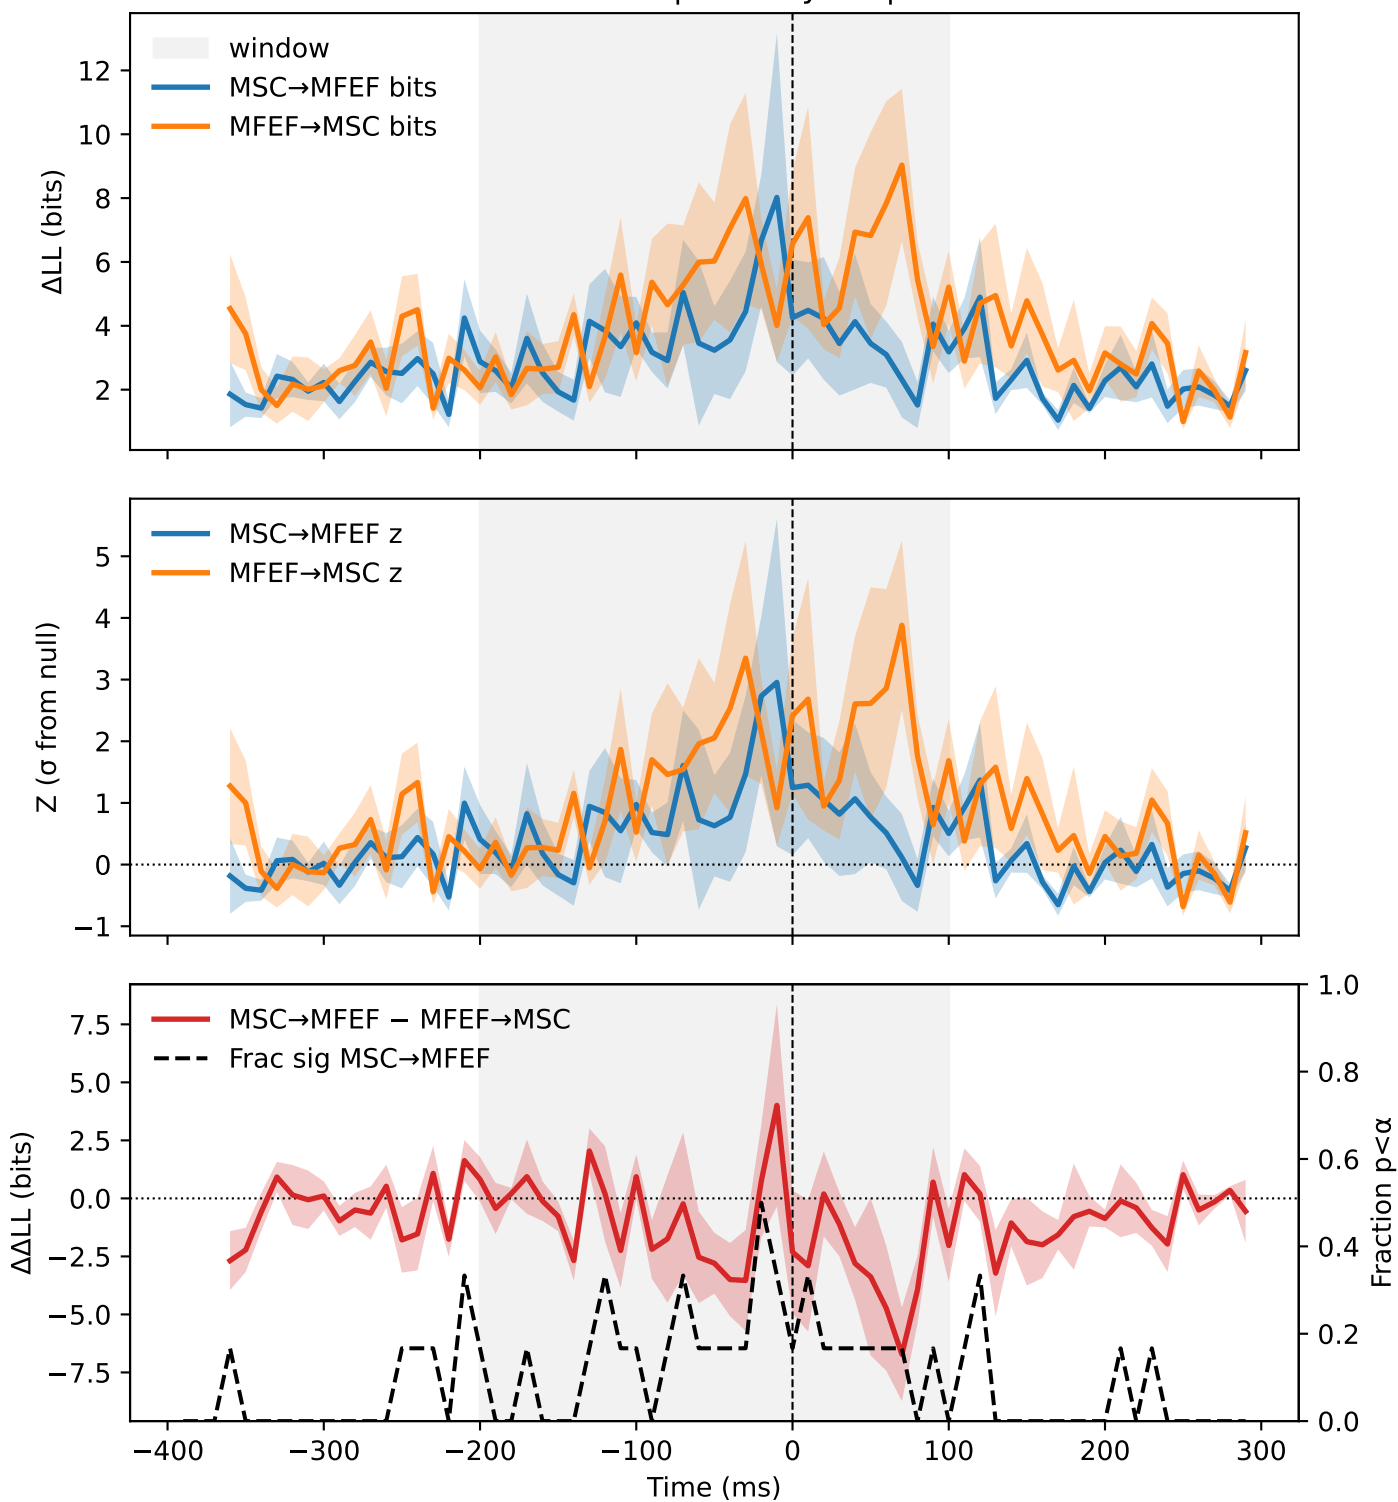 window
MSC→MFEF bits
MFEF→MSC bits
ΔLL (bits)
12
10
8
6
4
2
MSC→MFEF z
MFEF→MSC z
Z (σ from null)
5
4
3
2
1
0
−1
MSC→MFEF − MFEF→MSC
Frac sig MSC→MFEF
ΔΔLL (bits)
7.5
5.0
2.5
0.0
−2.5
−5.0
−7.5
1.0
0.8
0.6
0.4
0.2
0.0
Fraction p<α
−400
−300
−200
−100
0
100
200
300
Time (ms)